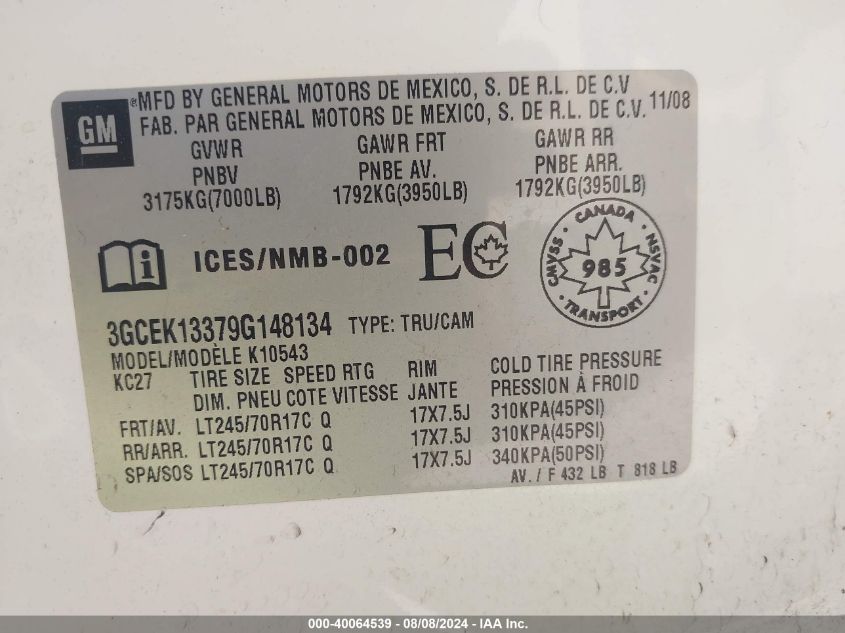 MFD BY GENERAL MOTORS DE MEXICO, S. DE R.L. DE C.V
FAB. PAR GENERAL MOTORS DE MEXICO, S. DE R.L. DE C.V. 11/08
GM
GVWR GAWR FRT GAWR RR
PNBV PNBE AV. PNBE ARR.
3175KG(7000LB) 1792KG(3950LB) 1792KG(3950LB)
ICES/NMB-002 EC
CANADA
CMVSS 985 NSVAC
TRANSPORT
3GCEK13379G148134 TYPE: TRU/CAM
MODEL/MODÈLE K10543
KC27 TIRE SIZE SPEED RTG RIM COLD TIRE PRESSURE
DIM. PNEU COTE VITESSE JANTE PRESSION À FROID
FRT/AV. LT245/70R17C Q 17X7.5J 310KPA(45PSI)
RR/ARR. LT245/70R17C Q 17X7.5J 310KPA(45PSI)
SPA/SOS LT245/70R17C Q 17X7.5J 340KPA(50PSI)
AV. / F 432 LB T 818 LB
000-40064539 - 08/08/2024 - IAA Inc.